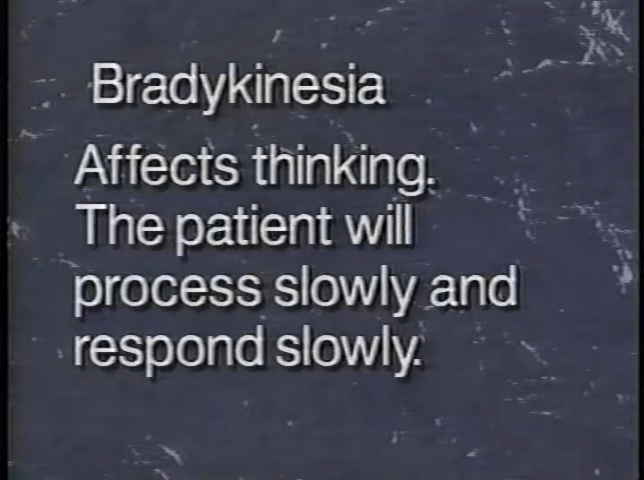 Bradykinesia
Affects thinking.
The patient will
process slowly and
respond slowly.